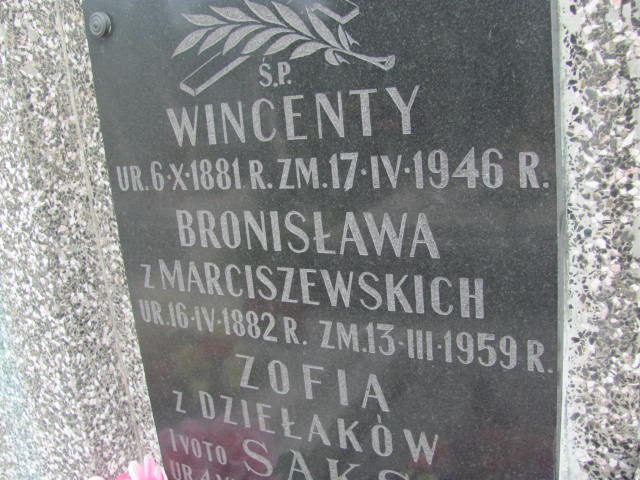 Ś.P.
WINCENTY
UR. 6·X·1881 R. ZM. 17·IV·1946 R.
BRONISŁAWA
z MARCISZEWSKICH
UR. 16·IV·1882 R. ZM. 13·III·1959 R.
ZOFIA
z DZIEŁAKÓW
I VOTO